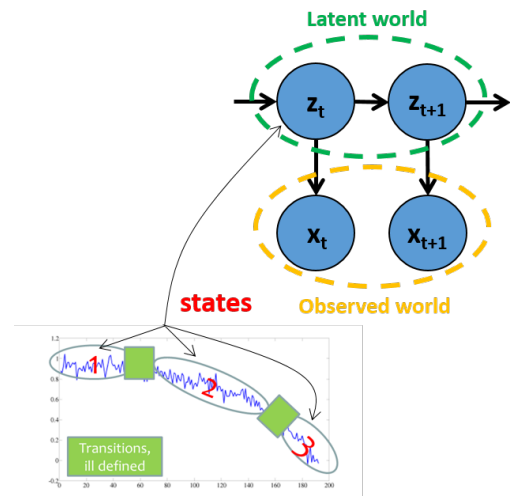 Latent world
zt
zt+1
xt
xt+1
states
Observed world
1.2
1
0.8
0.6
0.4
0.2
0
-0.2
1
2
3
Transitions,
ill defined
0 20 40 60 80 100 120 140 160 180 200